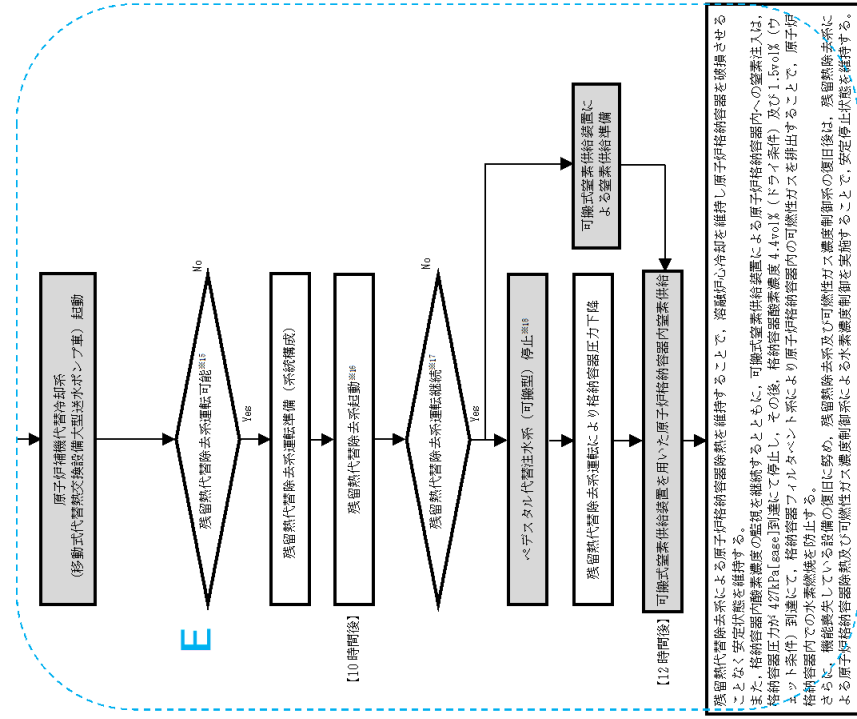 原子炉補機代替冷却系
(移動式代替熱交換設備大型送水ポンプ車) 起動
残留熱代替除去系運転可能※15
No
Yes
E
残留熱代替除去系運転準備 (系統構成)
【10時間後】
残留熱代替除去系起動※16
残留熱代替除去系運転継続※17
No
Yes
ペデスタル代替注水系 (可搬型) 停止※18
可搬式窒素供給装置に
よる窒素供給準備
残留熱代替除去系運転により格納容器圧力下降
【12時間後】
可搬式窒素供給装置を用いた原子炉格納容器内窒素供給
残留熱代替除去系による原子炉格納容器除熱を維持することで, 溶融炉心冷却を維持し原子炉格納容器を破損させる
ことなく安定状態を維持する。
また, 格納容器内酸素濃度の監視を継続するとともに, 可搬式窒素供給装置による原子炉格納容器内への窒素注入は,
格納容器圧力が427kPa[gage]到達にて停止し, その後, 格納容器酸素濃度4.4vol% (ドライ条件) 及び1.5vol% (ウ
ェット条件) 到達にて, 格納容器フィルタベント系により原子炉格納容器内の可燃性ガスを排出することで, 原子炉
格納容器内での水素燃焼を防止する。
さらに, 機能喪失している設備の復旧に努め, 残留熱除去系及び可燃性ガス濃度制御系の復旧後は, 残留熱除去系に
よる原子炉格納容器除熱及び可燃性ガス濃度制御系による水素濃度制御を実施することで, 安定停止状態を維持する。